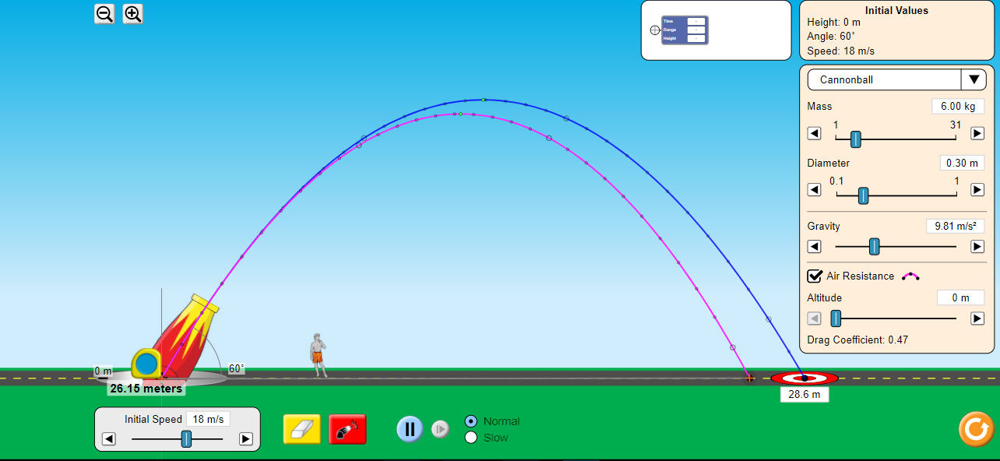 Time -
Range -
Height -
Initial Values
Height: 0 m
Angle: 60°
Speed: 18 m/s
Cannonball
Mass 6.00 kg
1 31
Diameter 0.30 m
0.1 1
Gravity 9.81 m/s²
Air Resistance
Altitude 0 m
Drag Coefficient: 0.47
0 m
60°
26.15 meters
28.6 m
Initial Speed 18 m/s
Normal
Slow